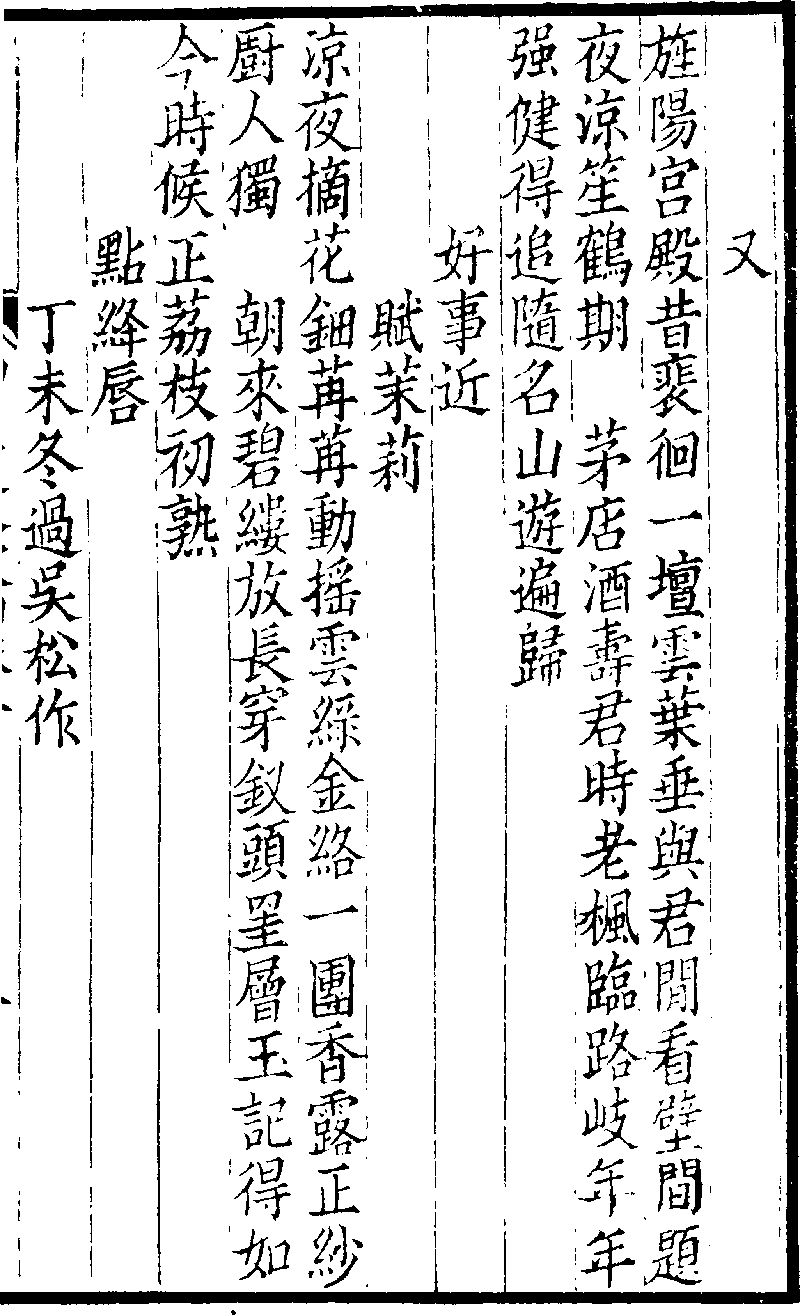 又
旌陽宫殿昔裵徊一壇雲葉垂與君閒看壁間題
夜涼笙鶴期　茅店酒壽君時老楓臨路岐年年
强健得追隨名山遊遍歸
好事近
賦茉莉
涼夜摘花鈿苒苒動摇雲綵金絡一團香露正紗
厨人獨　朝來碧縷放長穿釵頭罣層玉記得如
今時候正荔枝初熟
點絳唇
丁未冬過吳松作